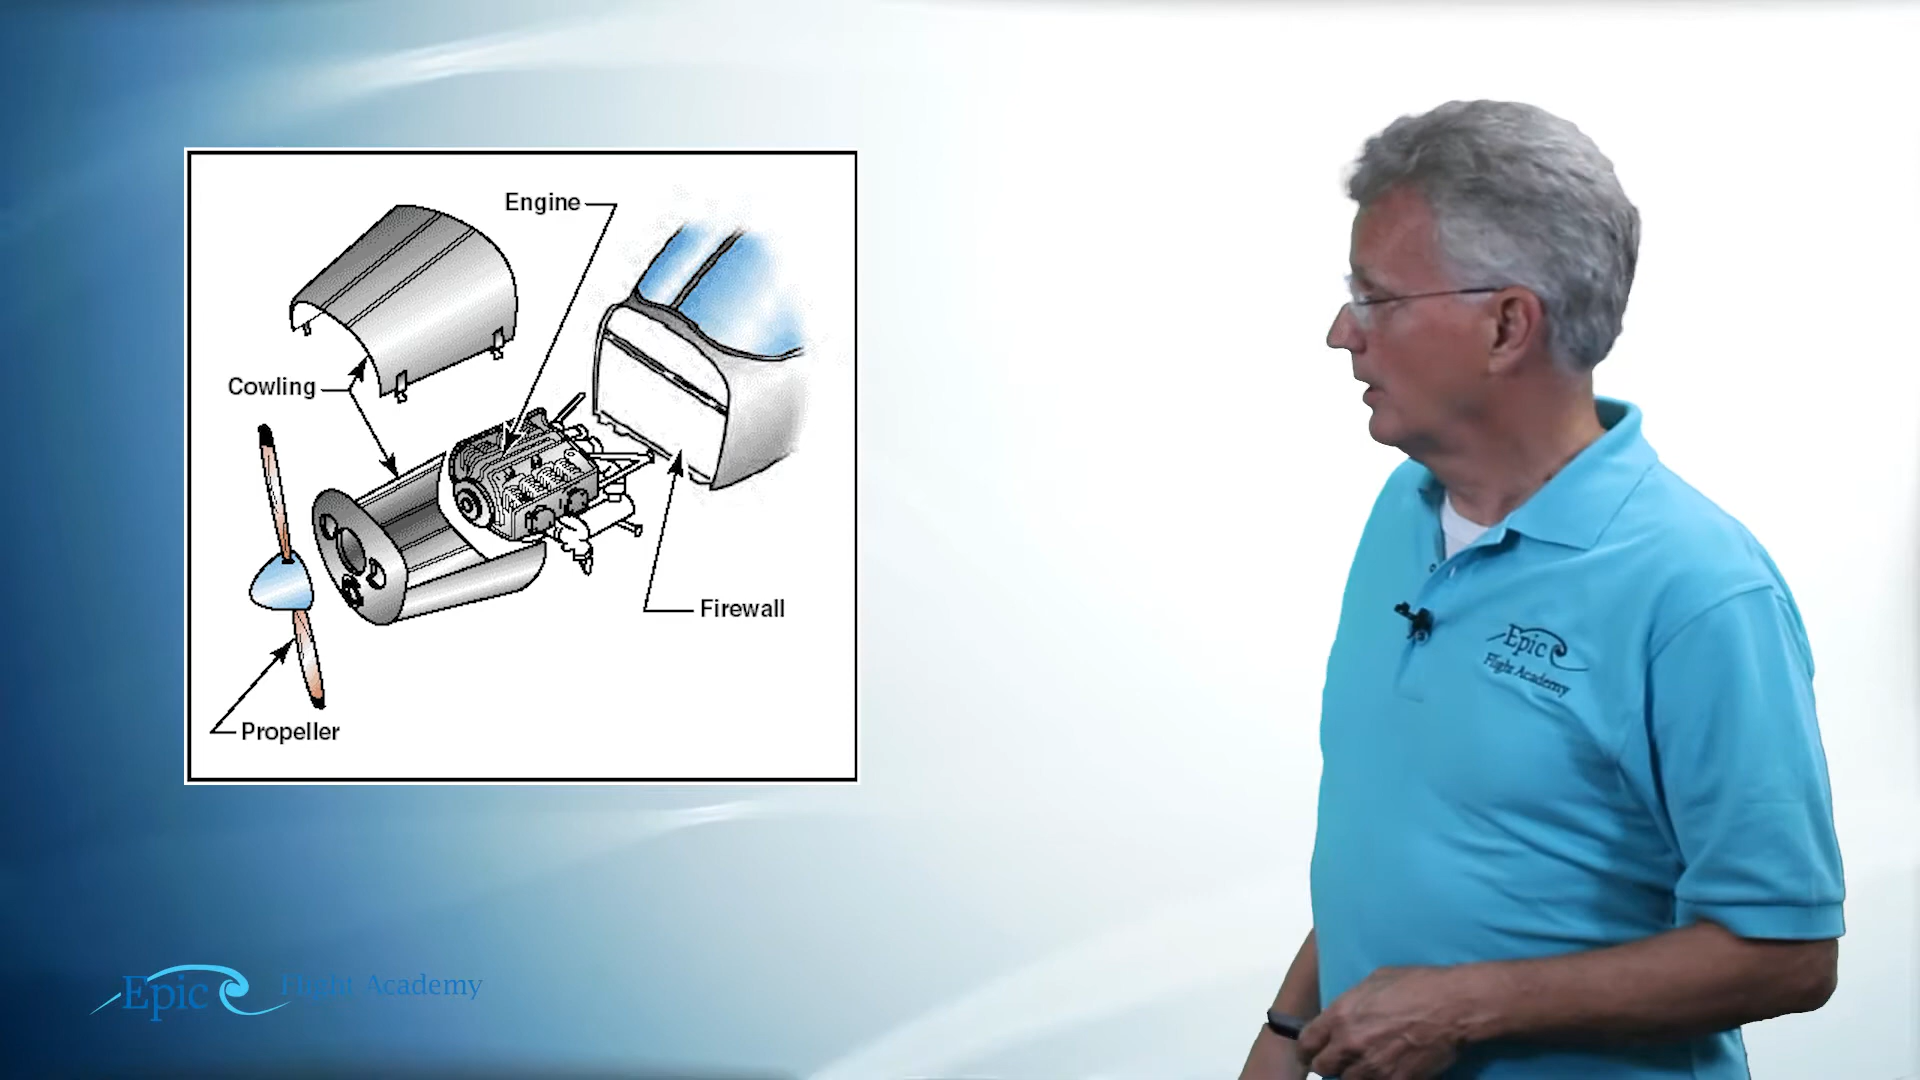 Engine
Cowling
Firewall
Propeller
Epic
Flight Academy
Epic Flight Academy